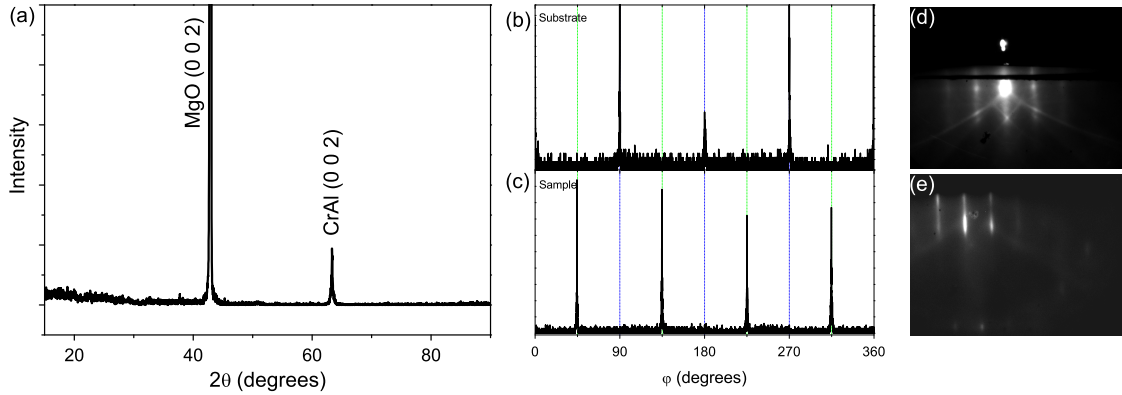 (a)
MgO (0 0 2)
CrAl (0 0 2)
Intensity
20 40 60 80
2θ (degrees)
(b)
Substrate
(c)
Sample
0 90 180 270 360
φ (degrees)
(d)
(e)